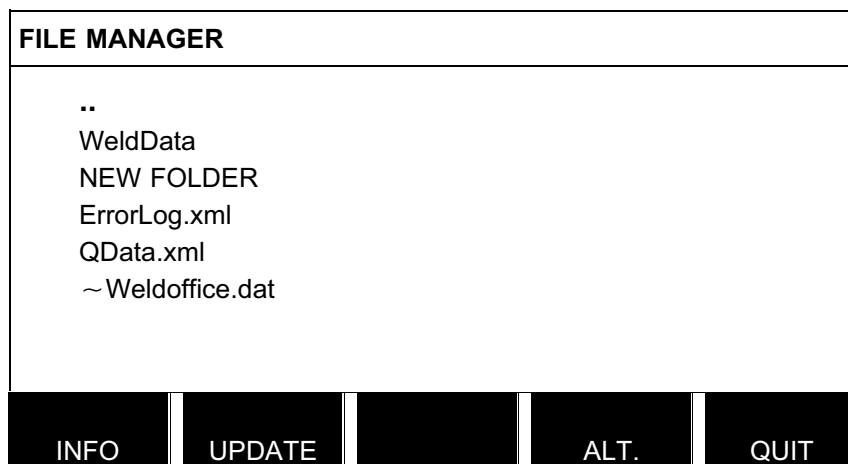 FILE MANAGER
..
WeldData
NEW FOLDER
ErrorLog.xml
QData.xml
~Weldoffice.dat
INFO UPDATE ALT. QUIT